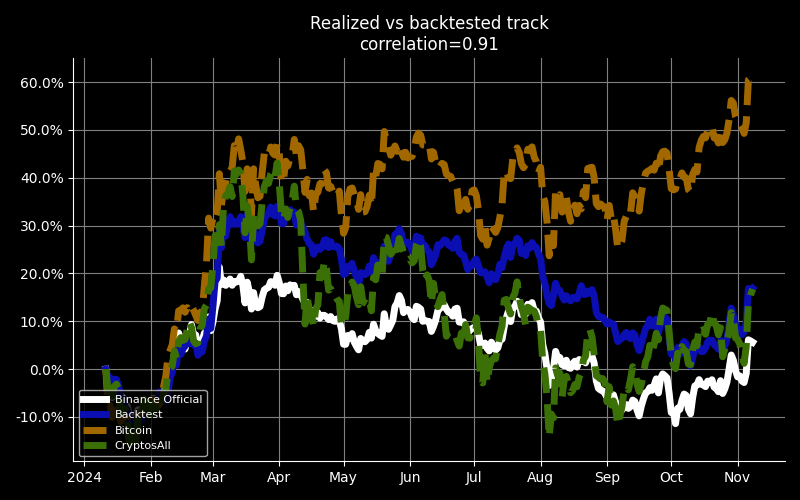 Realized vs backtested track
correlation=0.91
60.0%
50.0%
40.0%
30.0%
20.0%
10.0%
0.0%
-10.0%
Binance Official
Backtest
Bitcoin
CryptosAll
2024 Feb Mar Apr May Jun Jul Aug Sep Oct Nov